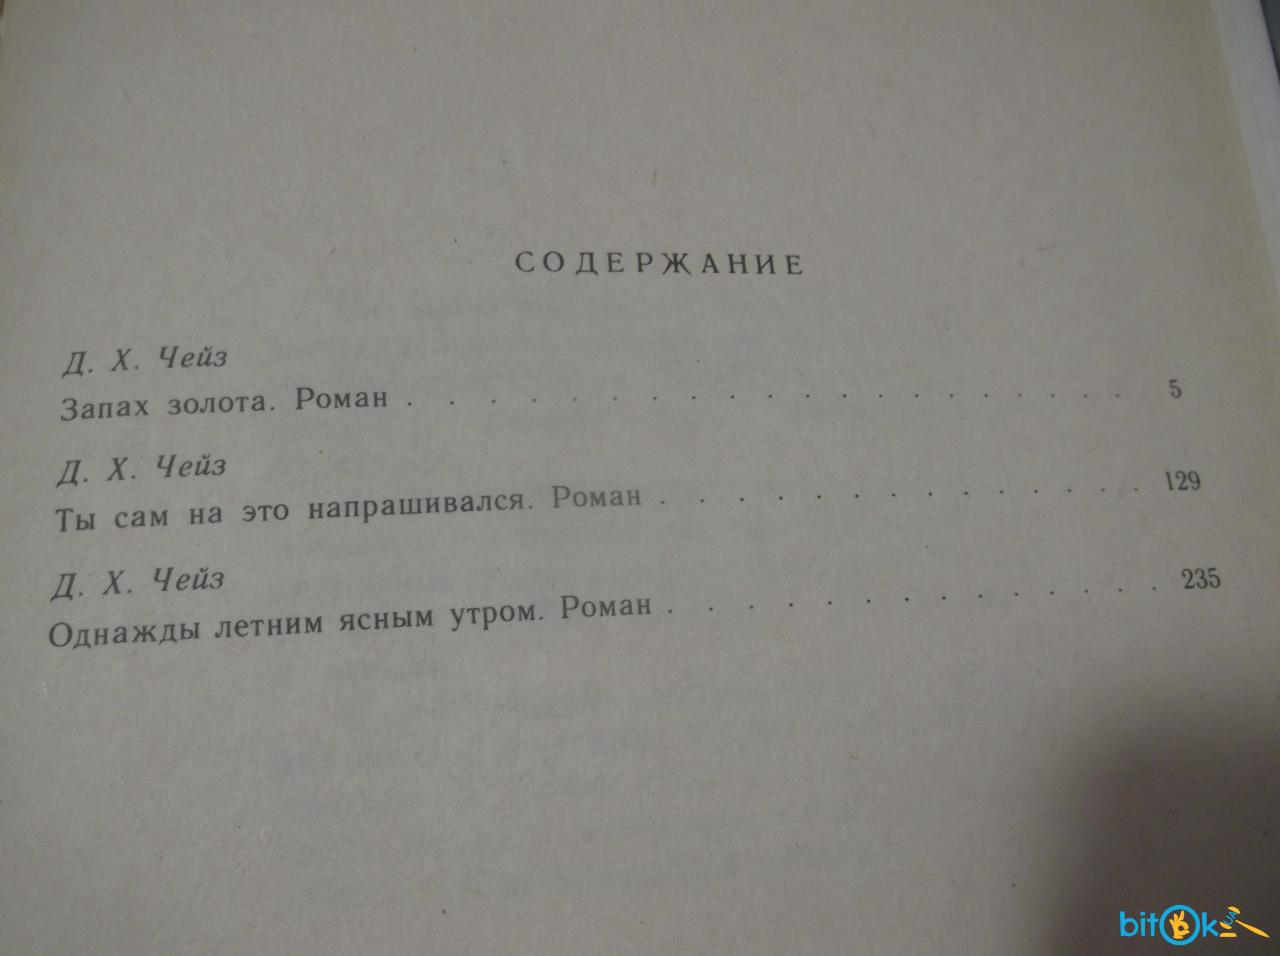 СОДЕРЖАНИЕ
Д. Х. Чейз
Запах золота. Роман . . . . . . . . . . . . . . . . . . 5
Д. Х. Чейз
Ты сам на это напрашивался. Роман . . . . . . . . . . . . . 129
Д. Х. Чейз
Однажды летним ясным утром. Роман . . . . . . . . . . . . . 235
bitOk UA